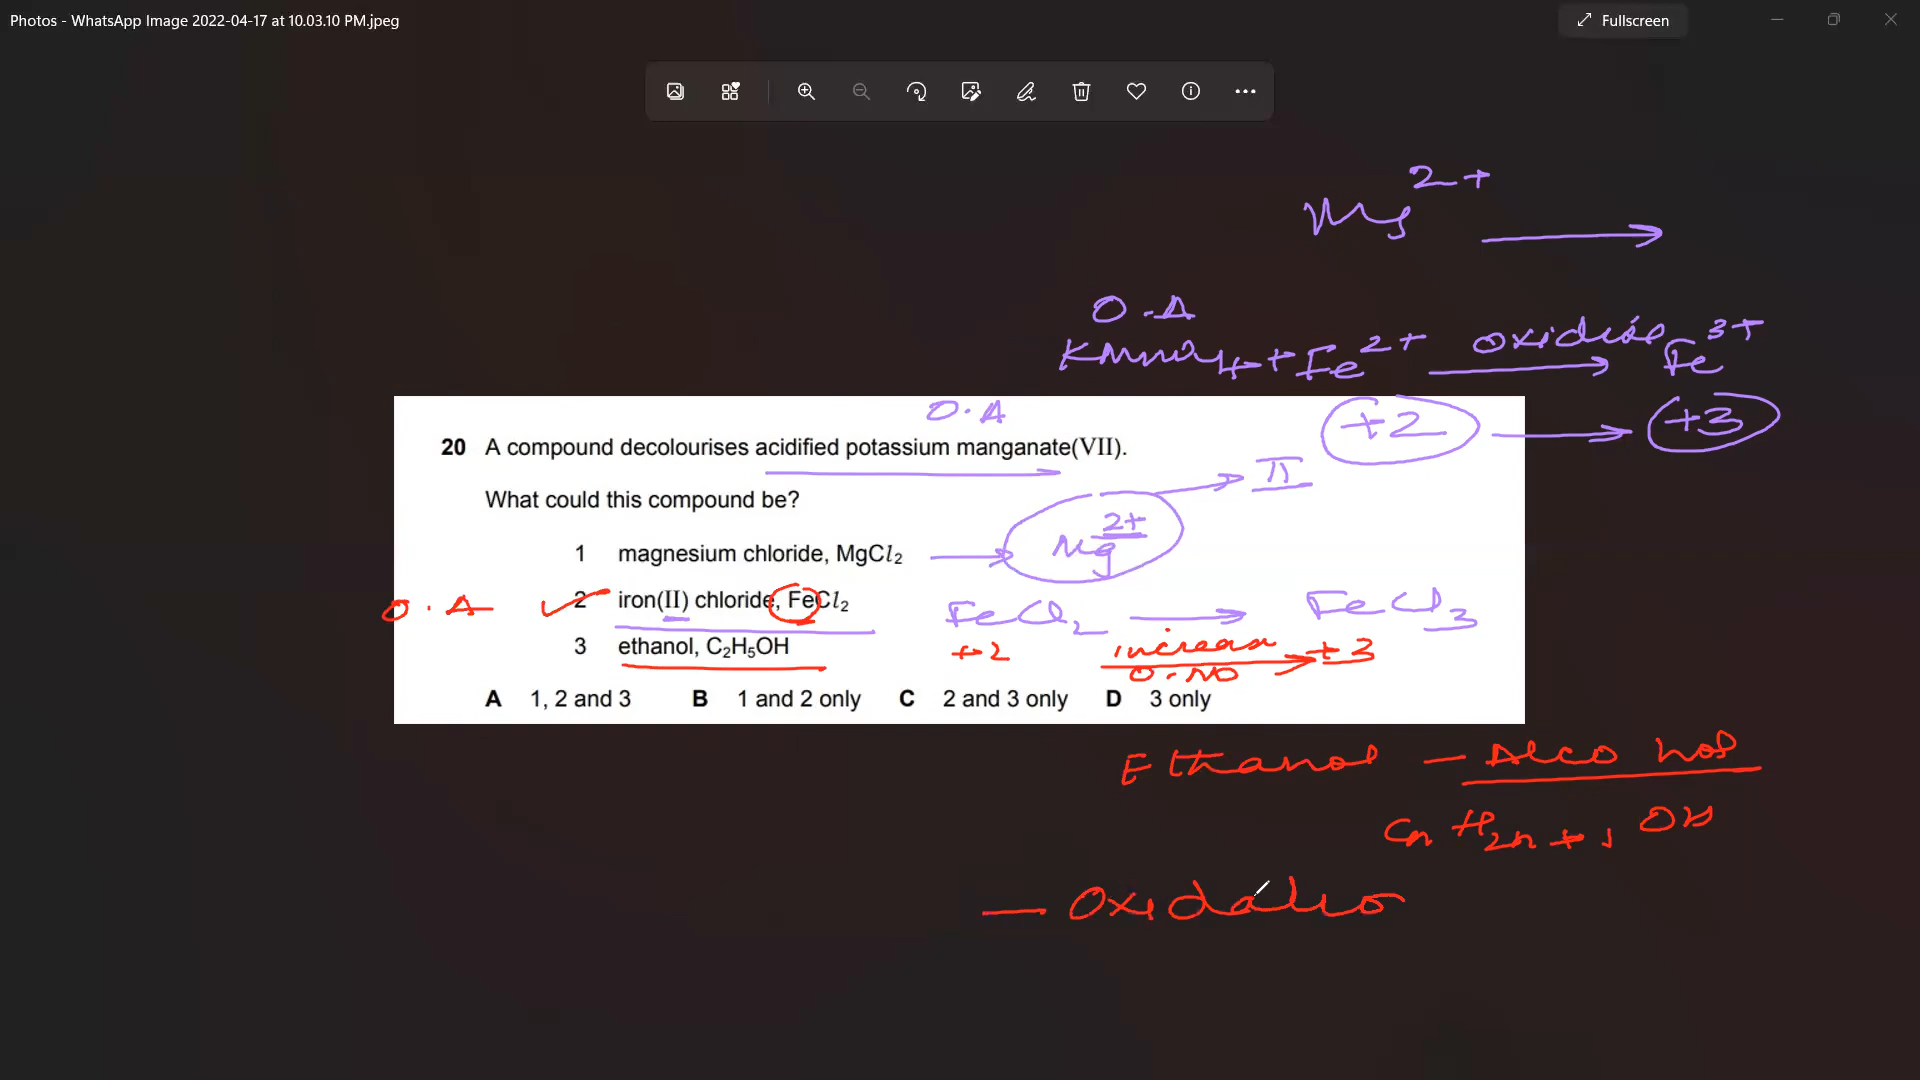 Photos - WhatsApp Image 2022-04-17 at 10.03.10 PM.jpeg
Fullscreen
Mg²⁺ →
O.A
KMnO₄ + Fe²⁺ → Fe³⁺
+2 → +3
O.A
20 A compound decolourises acidified potassium manganate(VII).
II
What could this compound be?
Mg²⁺
1 magnesium chloride, MgCl₂
O.A
2 iron(II) chloride, FeCl₂
FeCl₂ → FeCl₃
3 ethanol, C₂H₅OH
+2 increase +3
O.NO
A 1, 2 and 3 B 1 and 2 only C 2 and 3 only D 3 only
Ethanol – Alcohol
CnH2n+1 OH
– Oxidatio